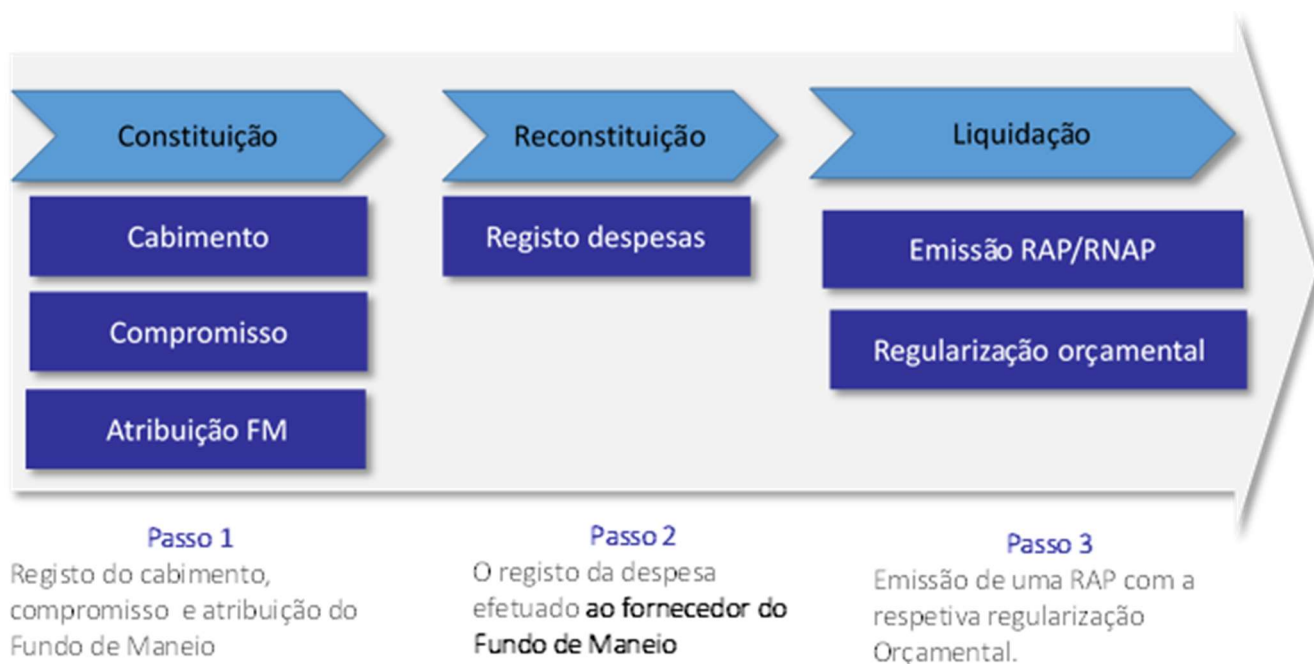 Constituição
Reconstituição
Liquidação
Cabimento
Registo despesas
Emissão RAP/RNAP
Compromisso
Regularização orçamental
Atribuição FM
Passo 1
Registo do cabimento,
compromisso e atribuição do
Fundo de Maneio
Passo 2
O registo da despesa
efetuado ao fornecedor do
Fundo de Maneio
Passo 3
Emissão de uma RAP com a
respetiva regularização
Orçamental.